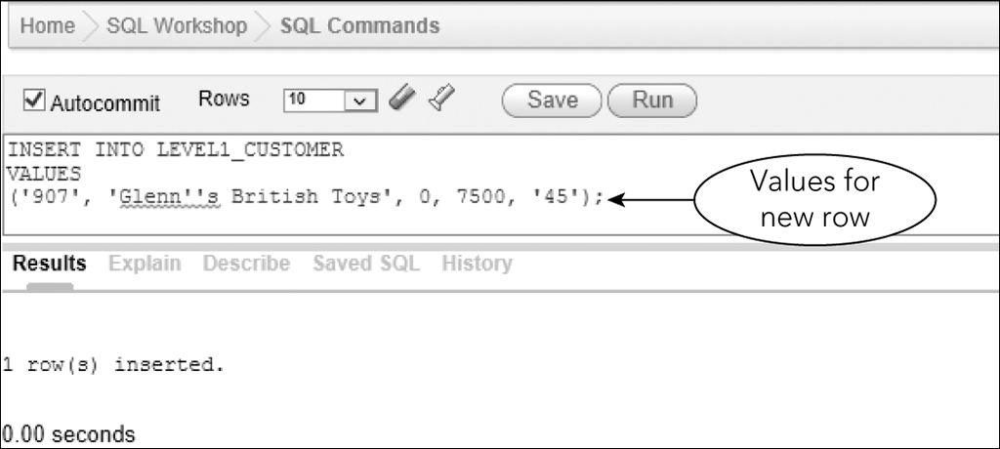 Home SQL Workshop SQL Commands
Autocommit Rows 10 Save Run
INSERT INTO LEVEL1_CUSTOMER
VALUES
('907', 'Glenn''s British Toys', 0, 7500, '45');
Values for
new row
Results Explain Describe Saved SQL History
1 row(s) inserted.
0.00 seconds